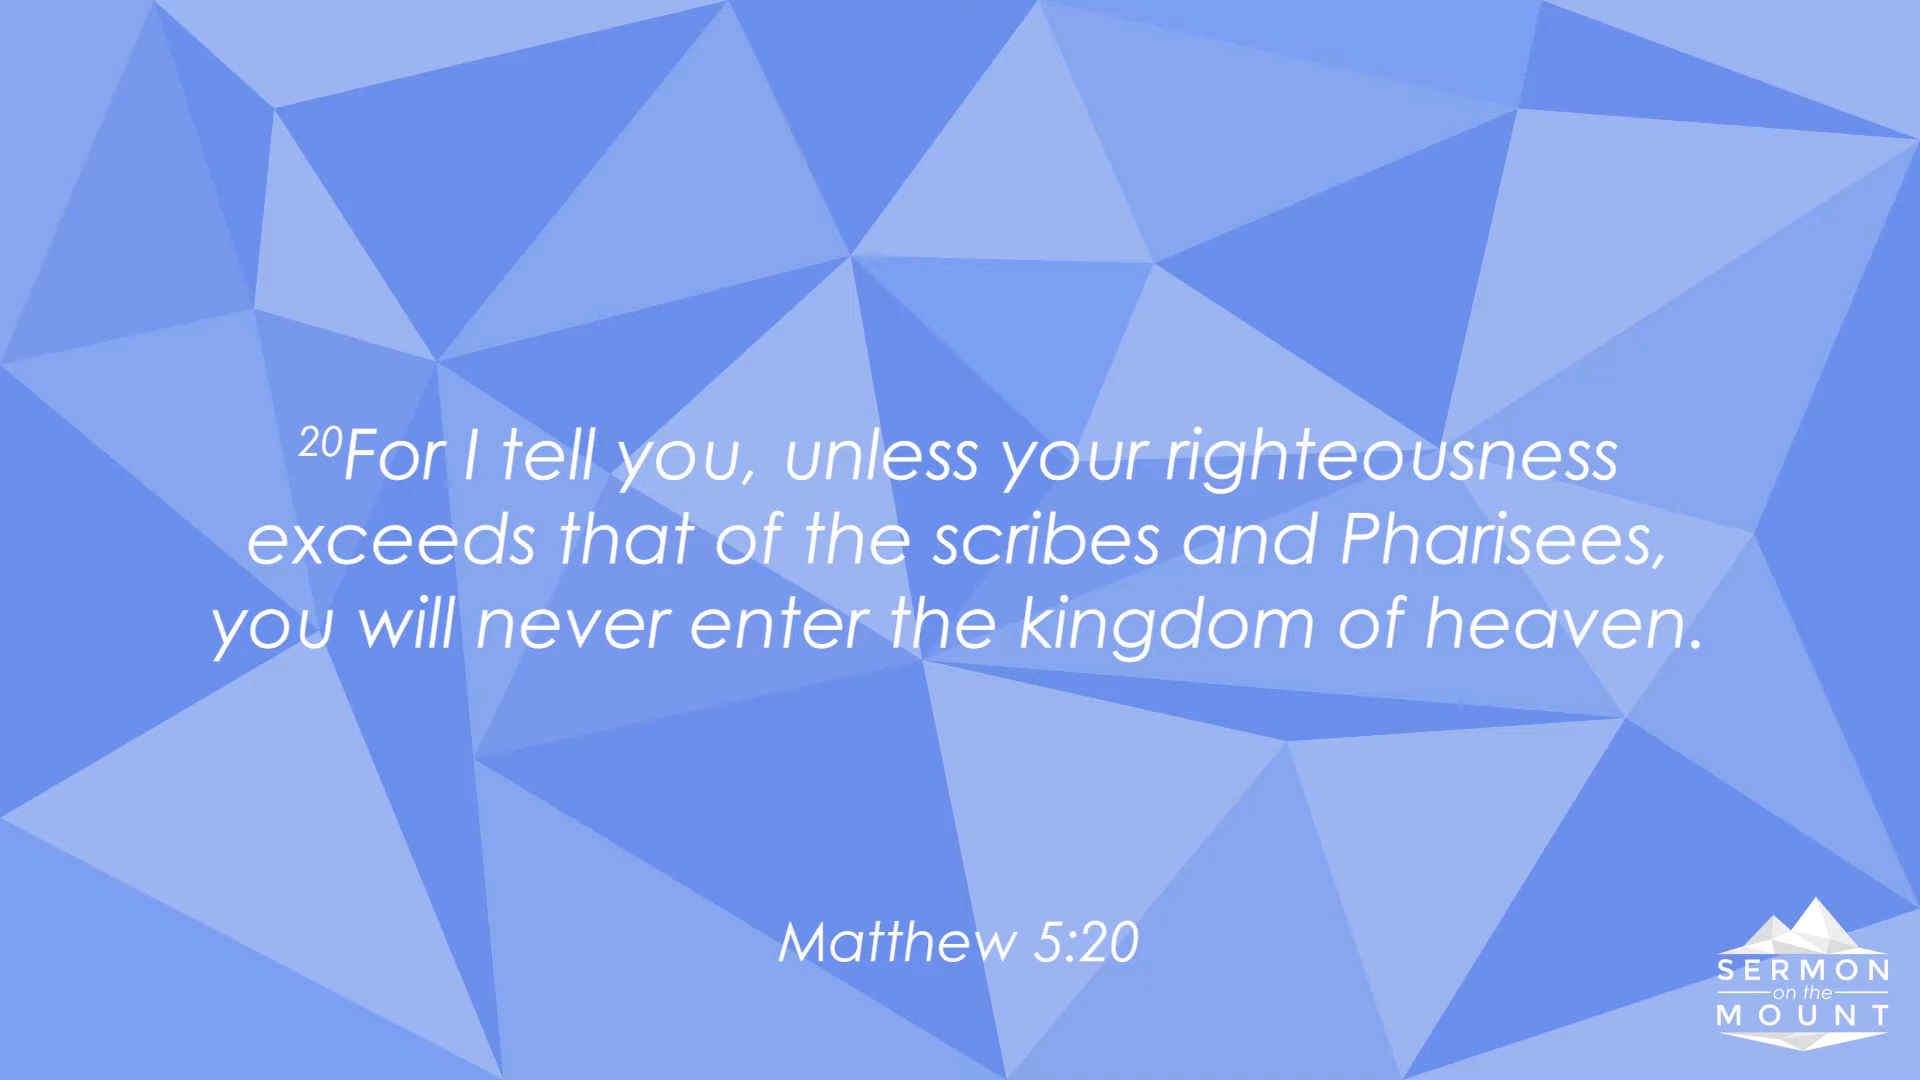 20For I tell you, unless your righteousness
exceeds that of the scribes and Pharisees,
you will never enter the kingdom of heaven.
Matthew 5:20
SERMON
on the
MOUNT